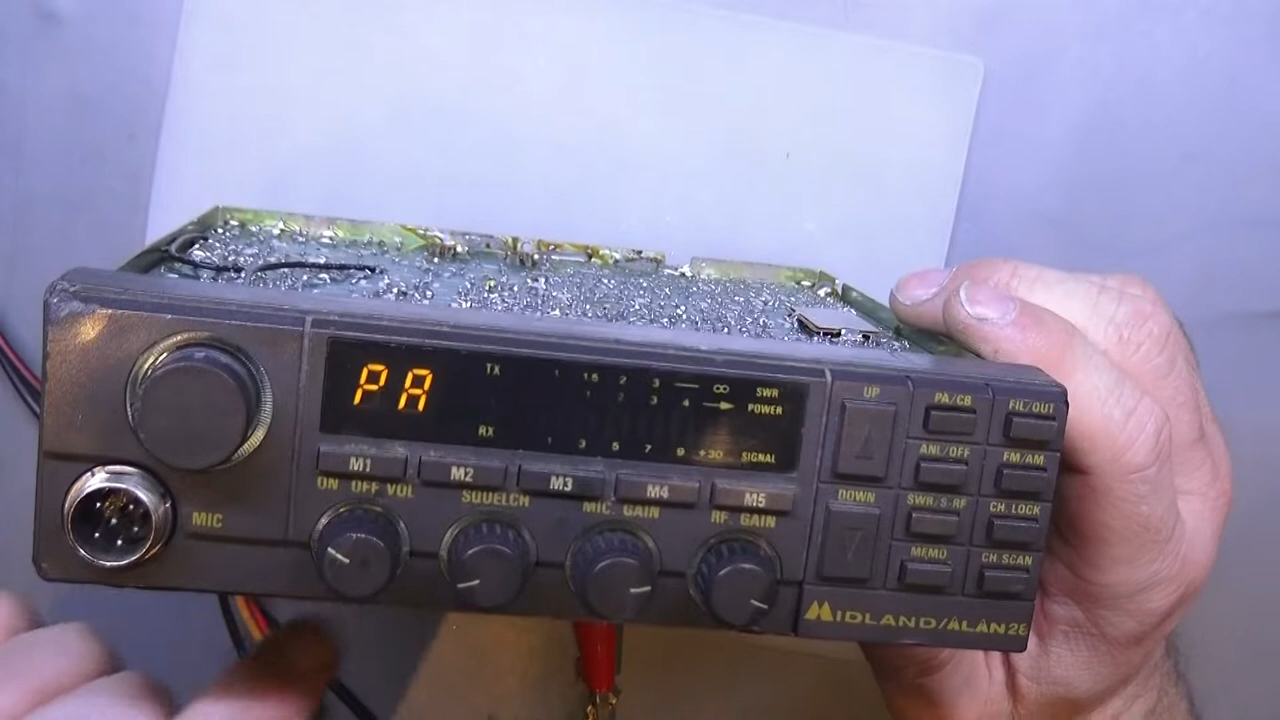 PA
TX 1 1.5 2 3 ∞ SWR
1 2 3 4 POWER
RX 1 3 5 7 9 +30 SIGNAL
M1 M2 M3 M4 M5
ON OFF VOL SQUELCH MIC. GAIN RF. GAIN
MIC
UP PA/CB FIL/OUT
ANL/OFF FM/AM
DOWN SWR/S-RF CH. LOCK
MEMO CH.SCAN
MIDLAND/ALAN28